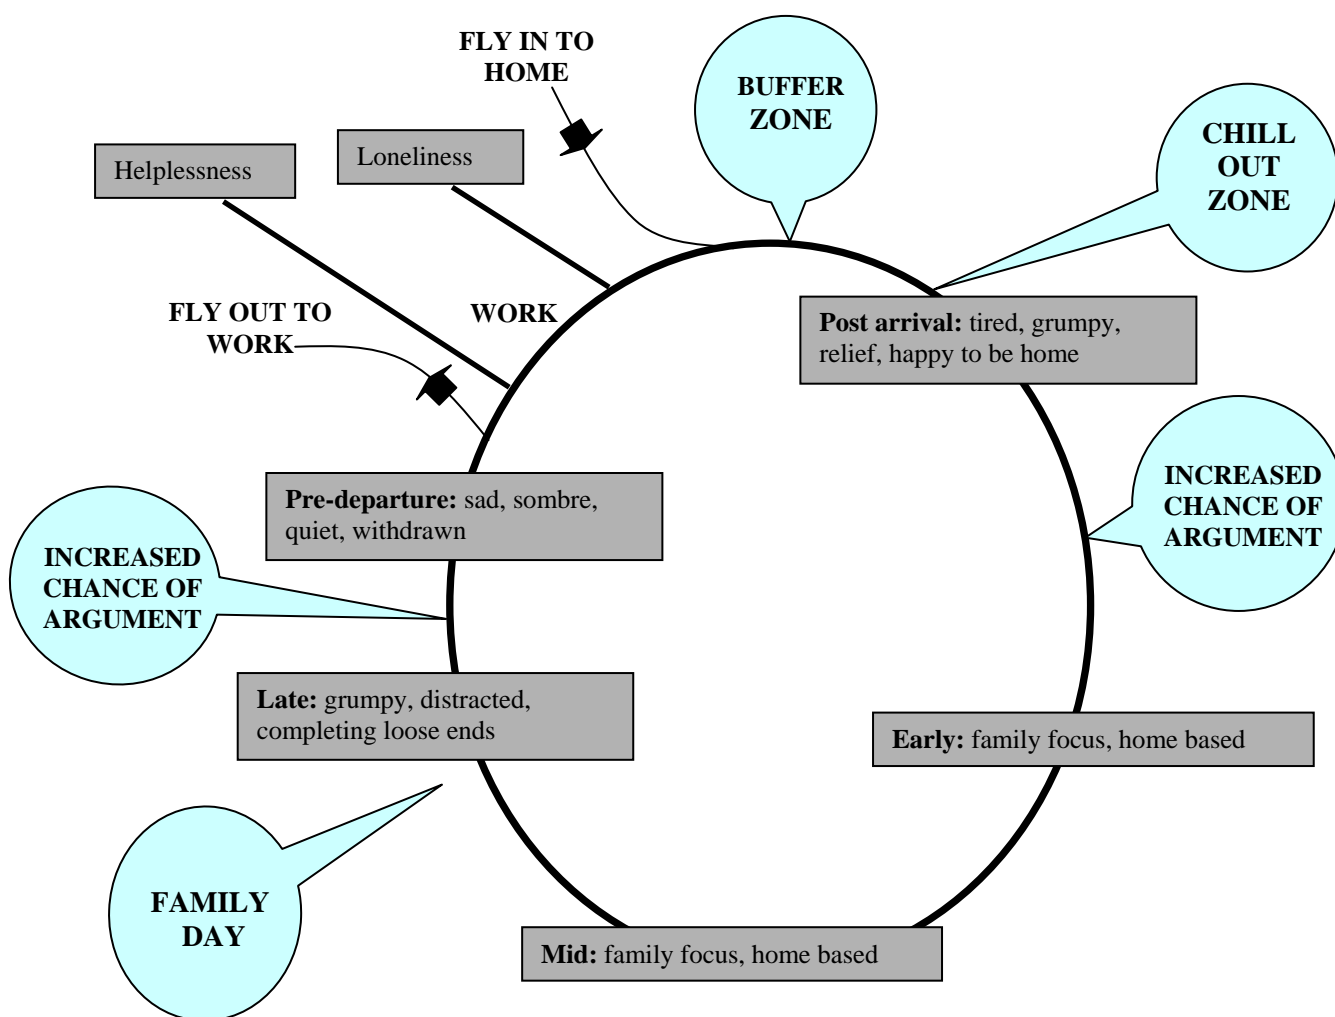 FLY IN TO
HOME
BUFFER
ZONE
CHILL
OUT
ZONE
Loneliness
Helplessness
FLY OUT TO
WORK
WORK
Post arrival: tired, grumpy,
relief, happy to be home
INCREASED
CHANCE OF
ARGUMENT
Pre-departure: sad, sombre,
quiet, withdrawn
INCREASED
CHANCE OF
ARGUMENT
Late: grumpy, distracted,
completing loose ends
Early: family focus, home based
FAMILY
DAY
Mid: family focus, home based